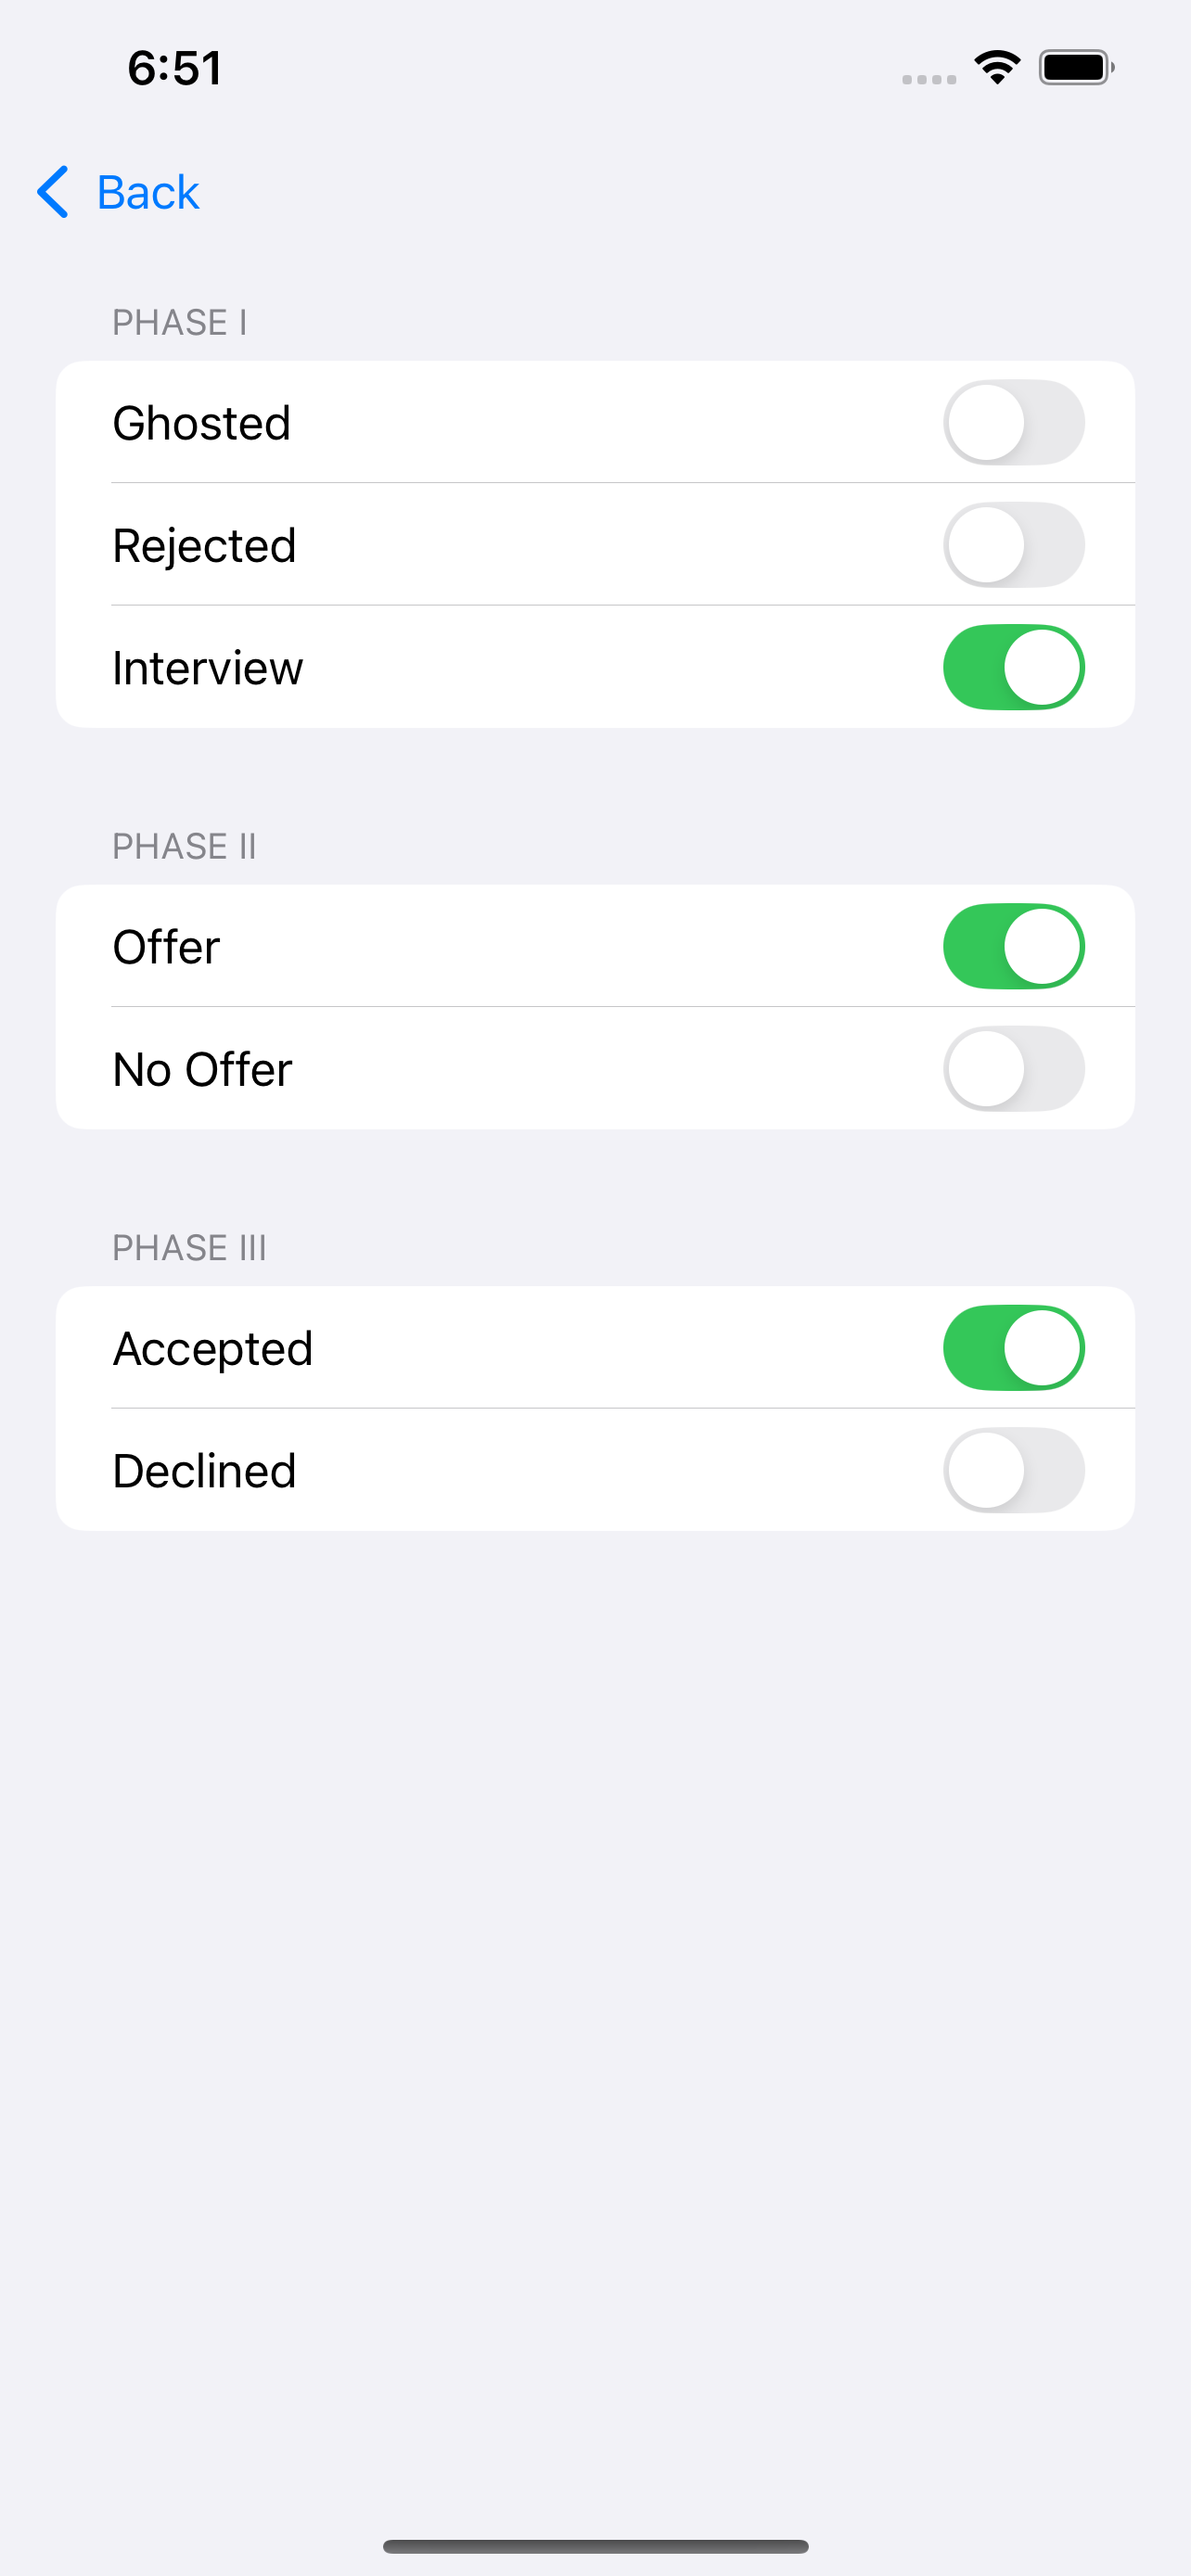 6:51
Back
PHASE I
Ghosted
Rejected
Interview
PHASE II
Offer
No Offer
PHASE III
Accepted
Declined